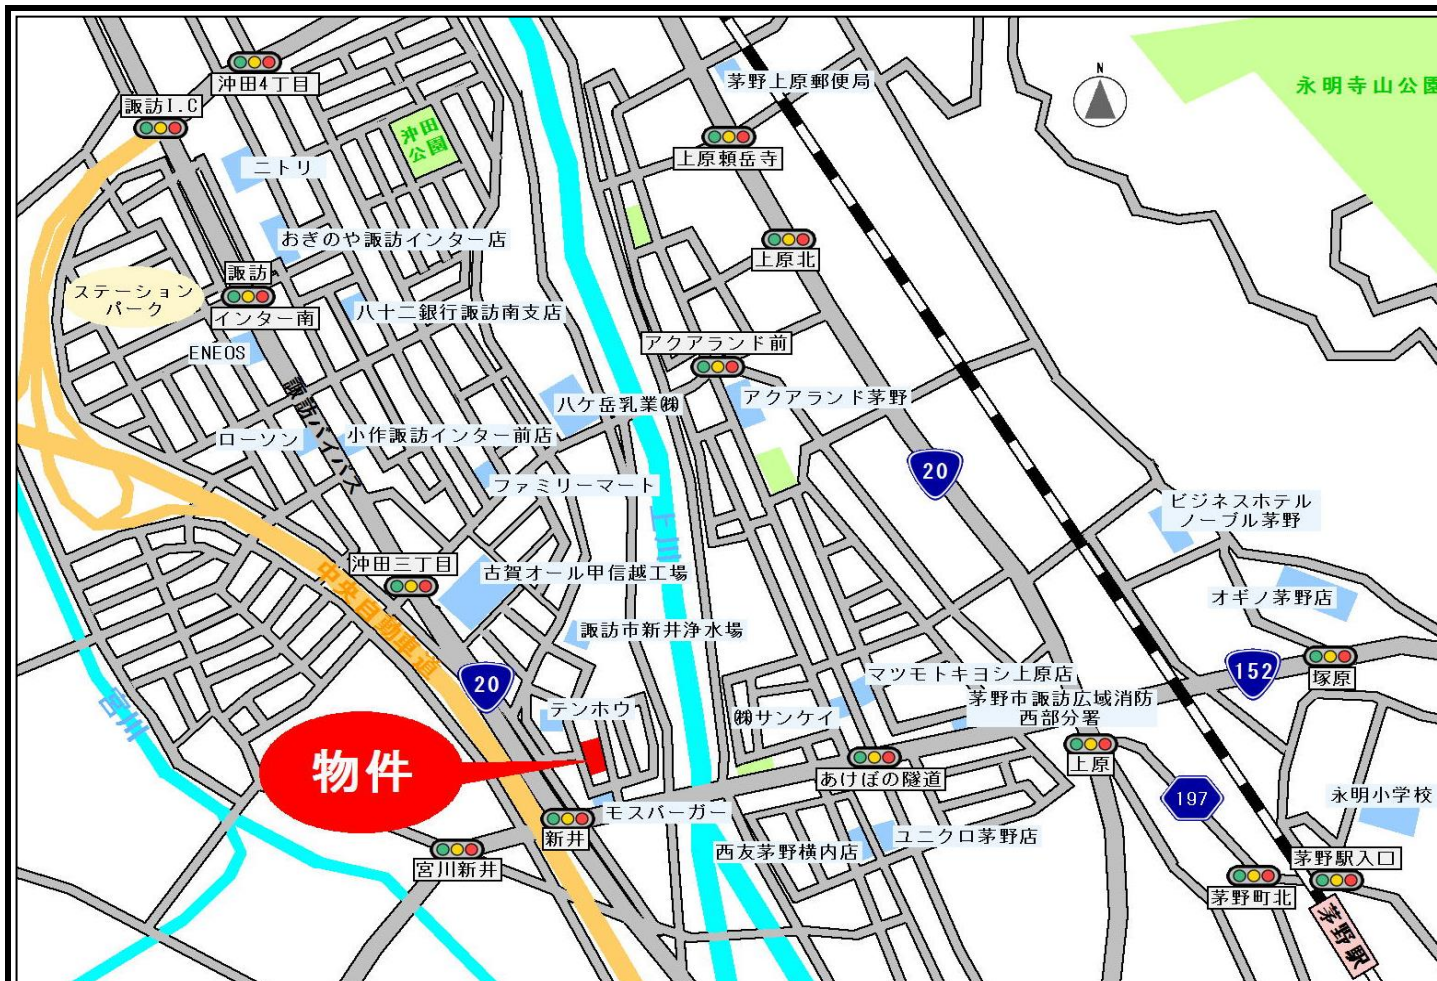 沖田4丁目
諏訪I.C
ニトリ
沖田
公園
おぎのや諏訪インター店
ステーション
パーク
諏訪
インター南
八十二銀行諏訪南支店
ENEOS
諏訪バイパス
ローソン
小作諏訪インター前店
八ケ岳乳業㈱
ファミリーマート
沖田三丁目
古賀オール甲信越工場
諏訪市新井浄水場
中央自動車道
20
宮川
テンホウ
物件
モスバーガー
新井
宮川新井
上川
茅野上原郵便局
上原頼岳寺
上原北
アクアランド前
アクアランド茅野
20
N
永明寺山公園
ビジネスホテル
ノーブル茅野
オギノ茅野店
152
塚原
マツモトキヨシ上原店
茅野市諏訪広域消防
西部分署
㈱サンケイ
あけぼの隧道
上原
197
永明小学校
ユニクロ茅野店
西友茅野横内店
茅野駅入口
茅野町北
茅野駅